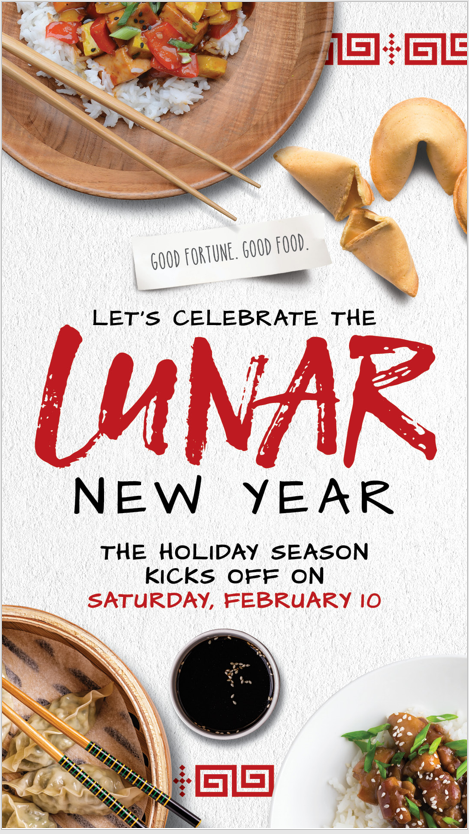 GOOD FORTUNE. GOOD FOOD.
LET'S CELEBRATE THE
LUNAR
NEW YEAR
THE HOLIDAY SEASON
KICKS OFF ON
SATURDAY, FEBRUARY 10